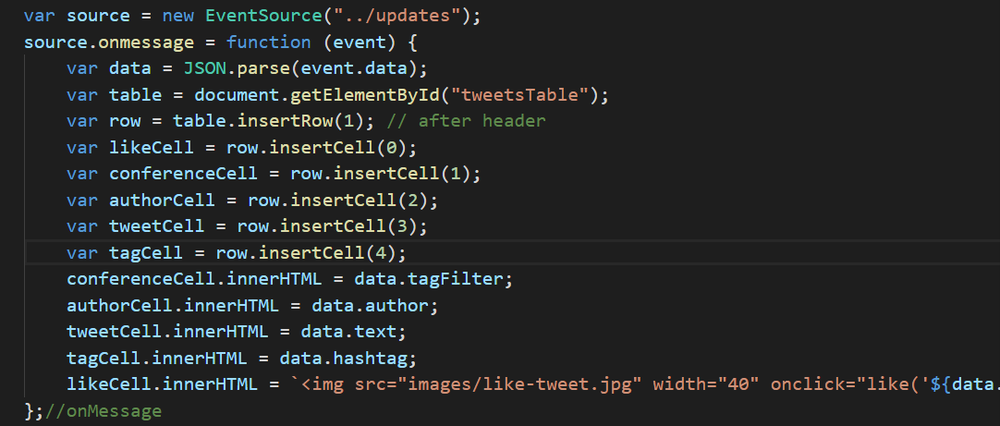 var source = new EventSource("../updates");
source.onmessage = function (event) {
var data = JSON.parse(event.data);
var table = document.getElementById("tweetsTable");
var row = table.insertRow(1); // after header
var likeCell = row.insertCell(0);
var conferenceCell = row.insertCell(1);
var authorCell = row.insertCell(2);
var tweetCell = row.insertCell(3);
var tagCell = row.insertCell(4);
conferenceCell.innerHTML = data.tagFilter;
authorCell.innerHTML = data.author;
tweetCell.innerHTML = data.text;
tagCell.innerHTML = data.hashtag;
likeCell.innerHTML = `<img src="images/like-tweet.jpg" width="40" onclick="like('${data.
};//onMessage